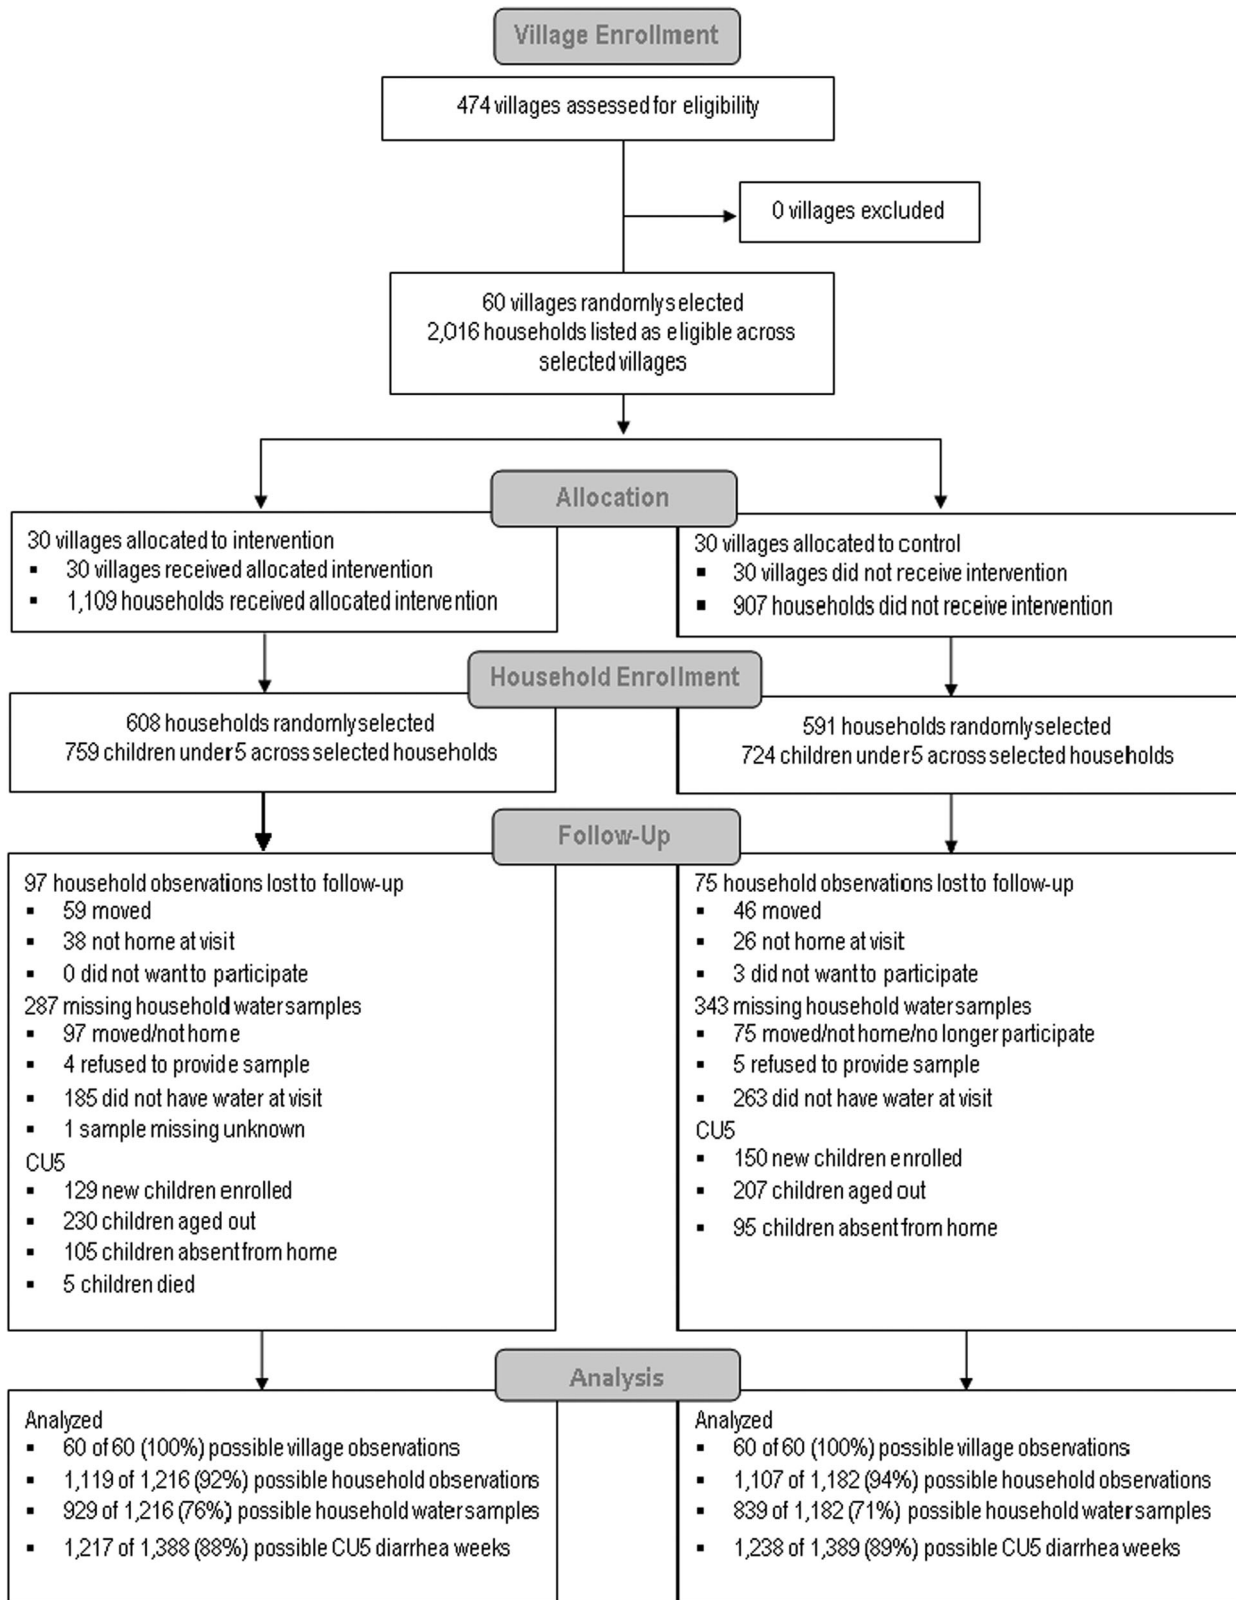 Village Enrollment
474 villages assessed for eligibility
0 villages excluded
60 villages randomly selected
2,016 households listed as eligible across
selected villages
Allocation
30 villages allocated to intervention
▪ 30 villages received allocated intervention
▪ 1,109 households received allocated intervention
30 villages allocated to control
▪ 30 villages did not receive intervention
▪ 907 households did not receive intervention
Household Enrollment
608 households randomly selected
759 children under 5 across selected households
591 households randomly selected
724 children under 5 across selected households
Follow-Up
97 household observations lost to follow-up
▪ 59 moved
▪ 38 not home at visit
▪ 0 did not want to participate
287 missing household water samples
▪ 97 moved/not home
▪ 4 refused to provide sample
▪ 185 did not have water at visit
▪ 1 sample missing unknown
CU5
▪ 129 new children enrolled
▪ 230 children aged out
▪ 105 children absent from home
▪ 5 children died
75 household observations lost to follow-up
▪ 46 moved
▪ 26 not home at visit
▪ 3 did not want to participate
343 missing household water samples
▪ 75 moved/not home/no longer participate
▪ 5 refused to provide sample
▪ 263 did not have water at visit
CU5
▪ 150 new children enrolled
▪ 207 children aged out
▪ 95 children absent from home
Analysis
Analyzed
▪ 60 of 60 (100%) possible village observations
▪ 1,119 of 1,216 (92%) possible household observations
▪ 929 of 1,216 (76%) possible household water samples
▪ 1,217 of 1,388 (88%) possible CU5 diarrhea weeks
Analyzed
▪ 60 of 60 (100%) possible village observations
▪ 1,107 of 1,182 (94%) possible household observations
▪ 839 of 1,182 (71%) possible household water samples
▪ 1,238 of 1,389 (89%) possible CU5 diarrhea weeks